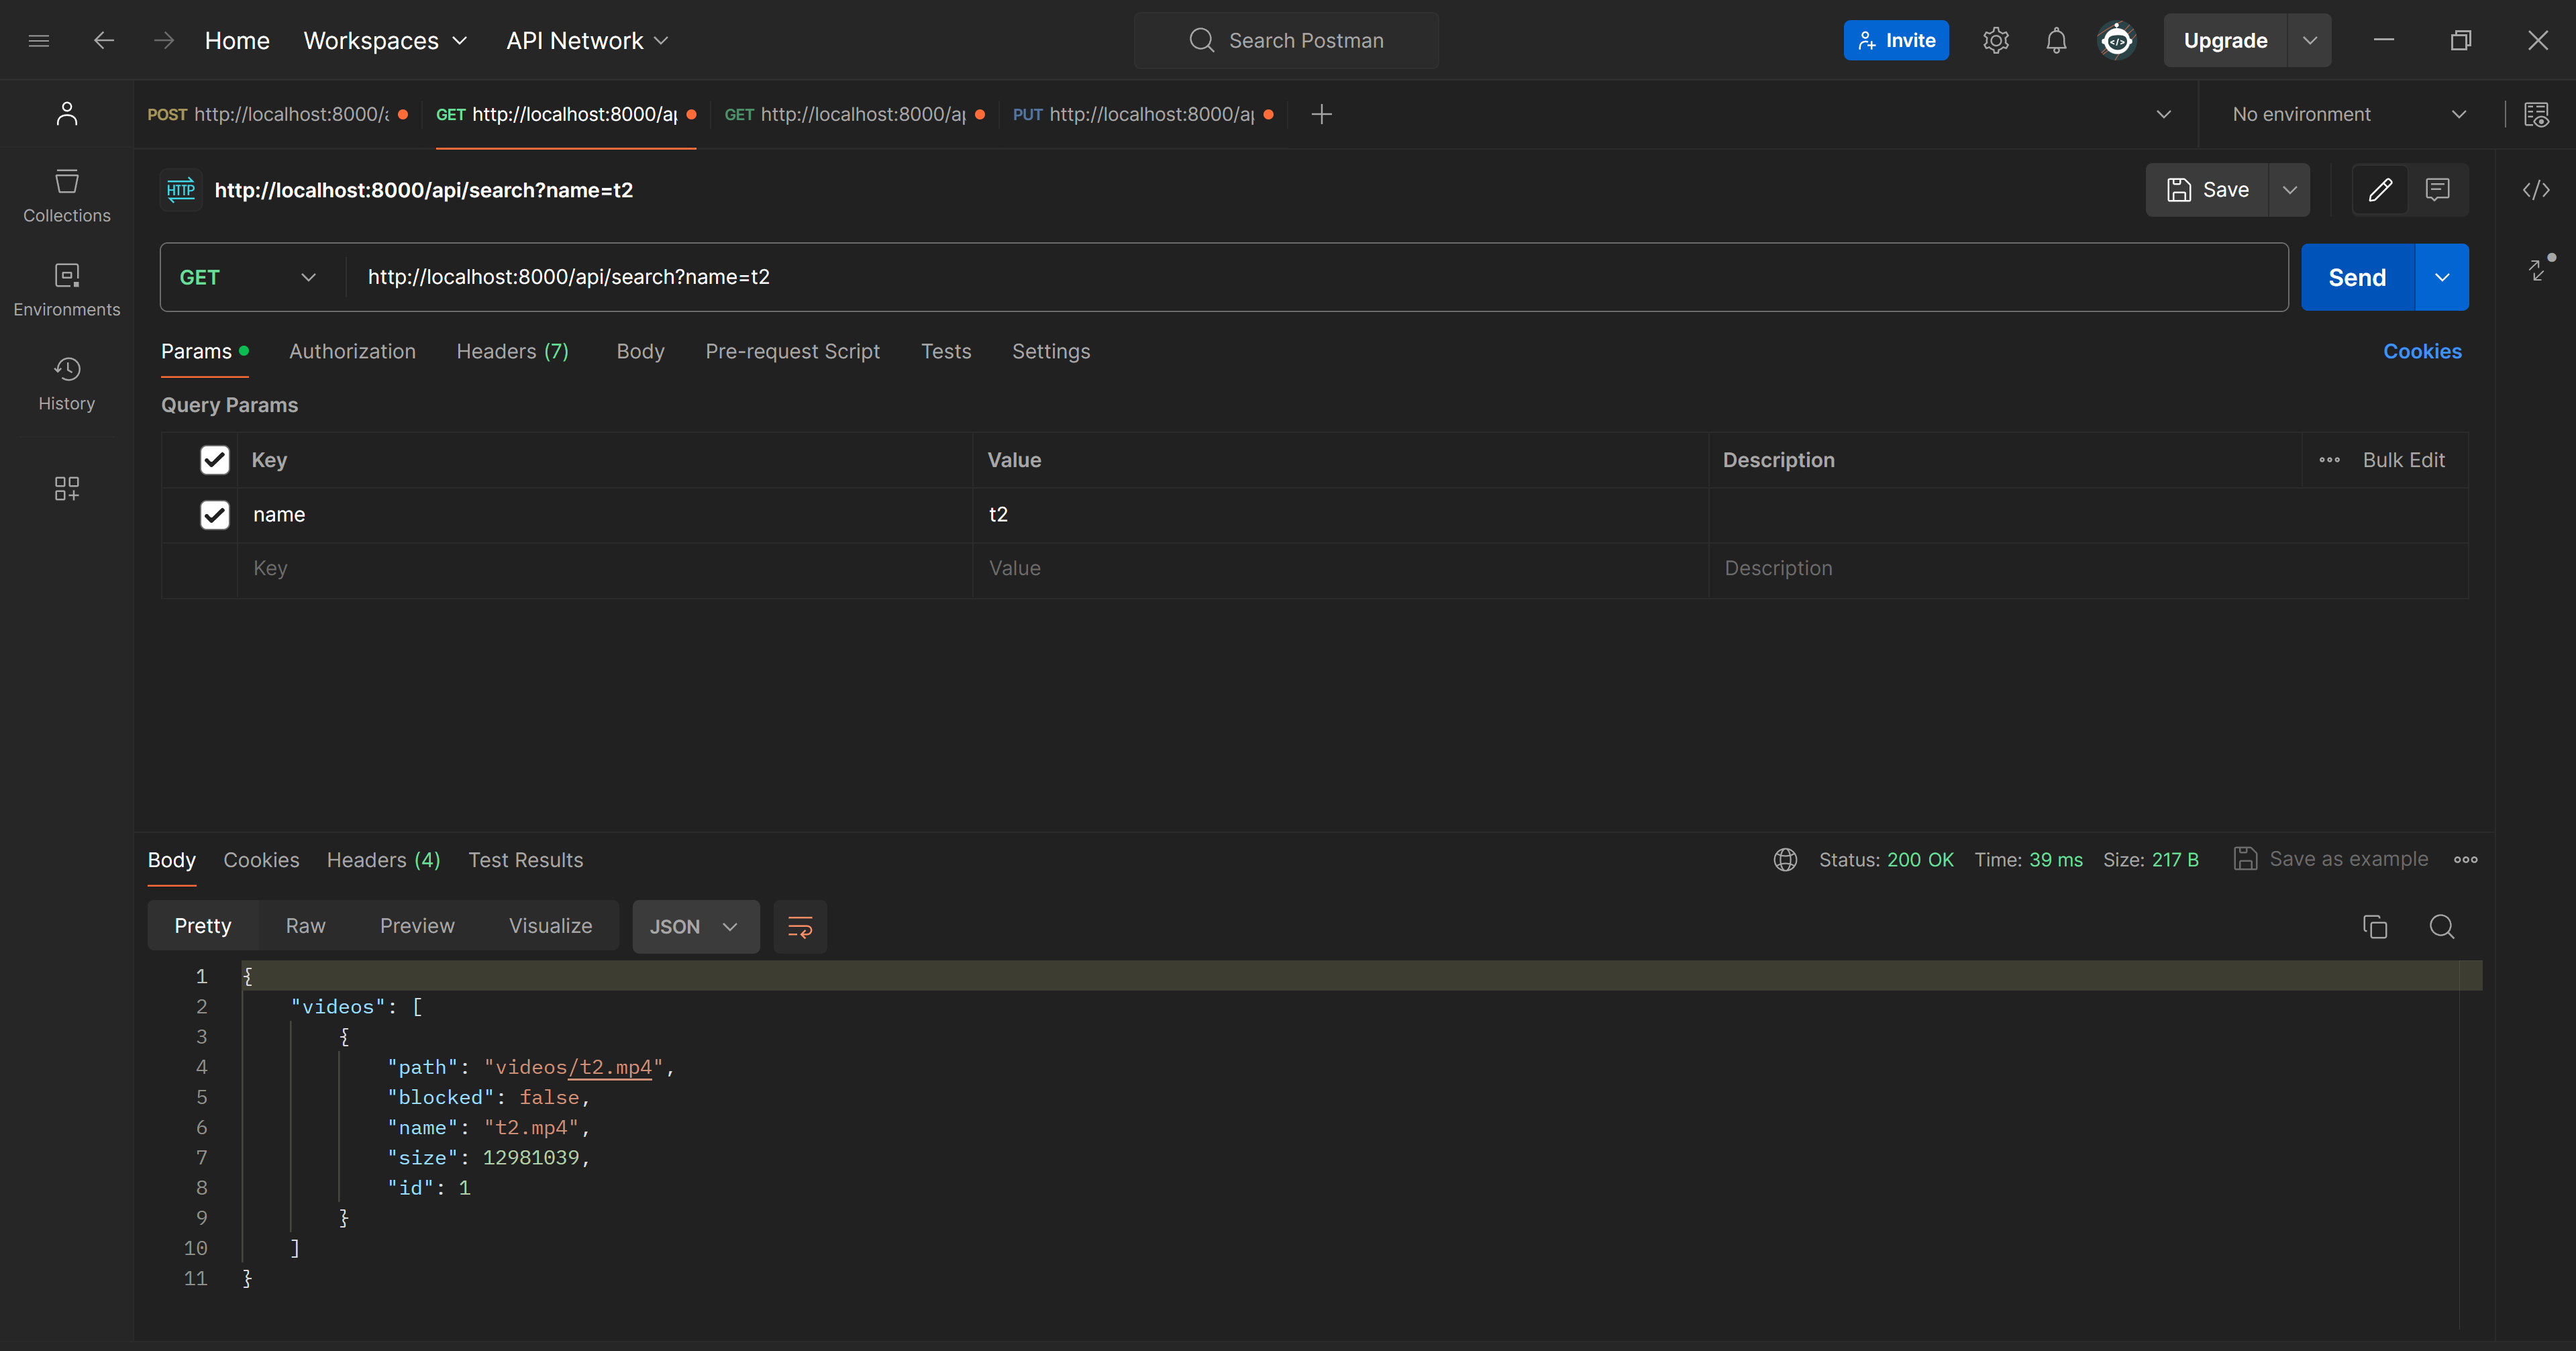 Home Workspaces API Network Search Postman Invite Upgrade
POST http://localhost:8000/ GET http://localhost:8000/a GET http://localhost:8000/a PUT http://localhost:8000/a No environment
HTTP http://localhost:8000/api/search?name=t2 Save
Collections
GET http://localhost:8000/api/search?name=t2 Send
Environments
Params Authorization Headers (7) Body Pre-request Script Tests Settings Cookies
History
Query Params
Key Value Description Bulk Edit
name t2
Key Value Description
Body Cookies Headers (4) Test Results Status: 200 OK Time: 39 ms Size: 217 B Save as example
Pretty Raw Preview Visualize JSON
1 {
2 "videos": [
3 {
4 "path": "videos/t2.mp4",
5 "blocked": false,
6 "name": "t2.mp4",
7 "size": 12981039,
8 "id": 1
9 }
10 ]
11 }